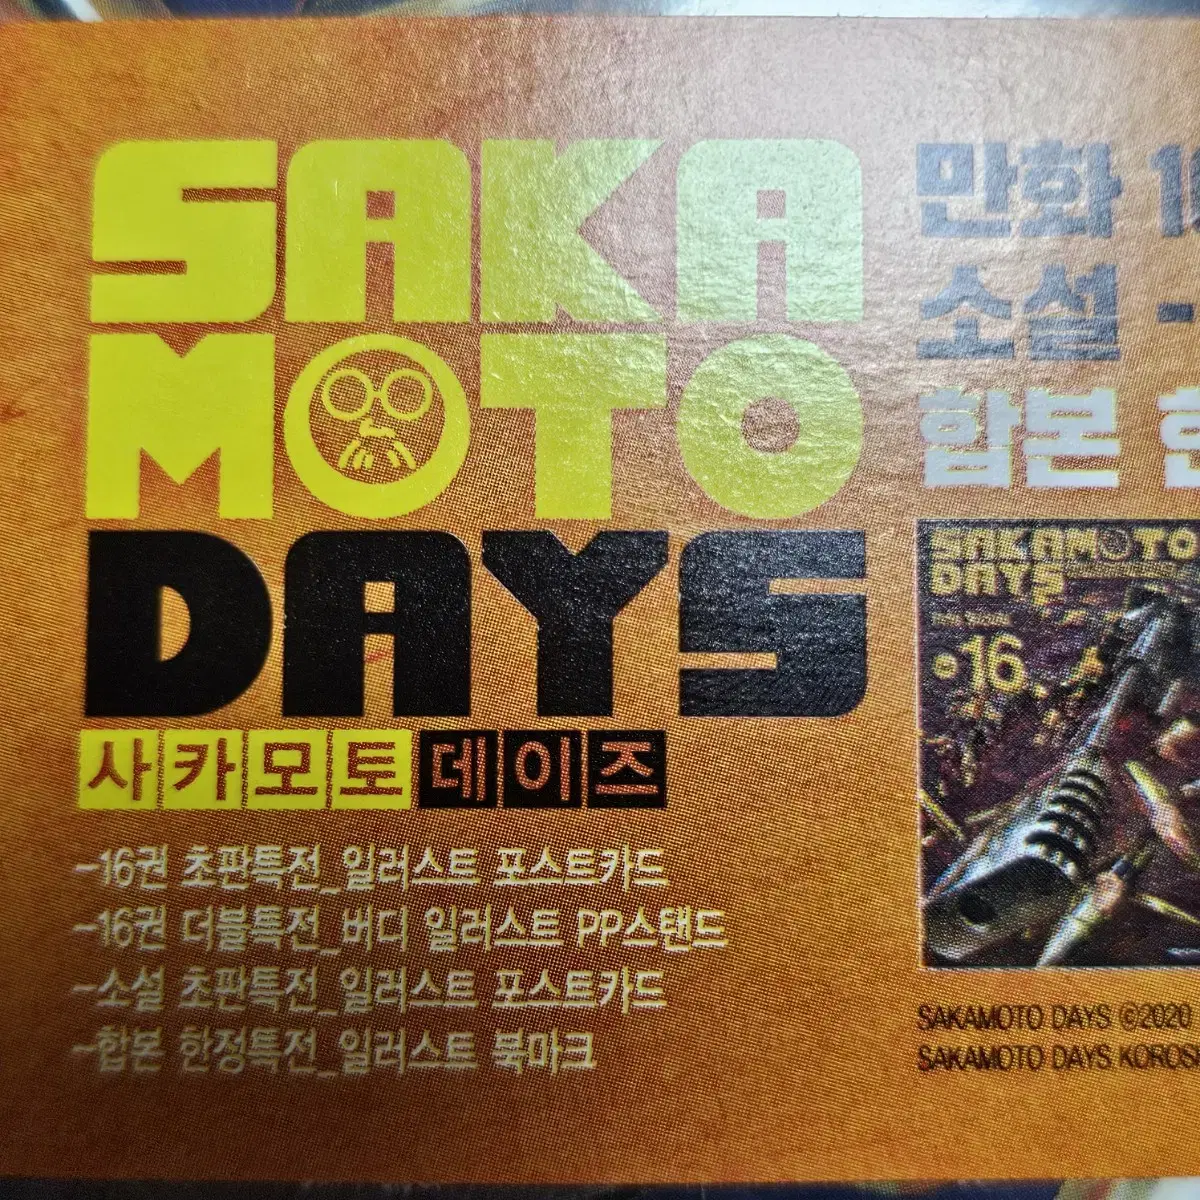 SAKA
MOTO
DAYS
사카모토데이즈
-16권 초판특전_일러스트 포스트카드
-16권 더블특전_버디 일러스트 PP스탠드
-소설 초판특전_일러스트 포스트카드
-합본 한정특전_일러스트 북마크
만화 16
소설 -
합본 한
SAKAMOTO
DAYS
16
SAKAMOTO DAYS ©2020
SAKAMOTO DAYS KOROS